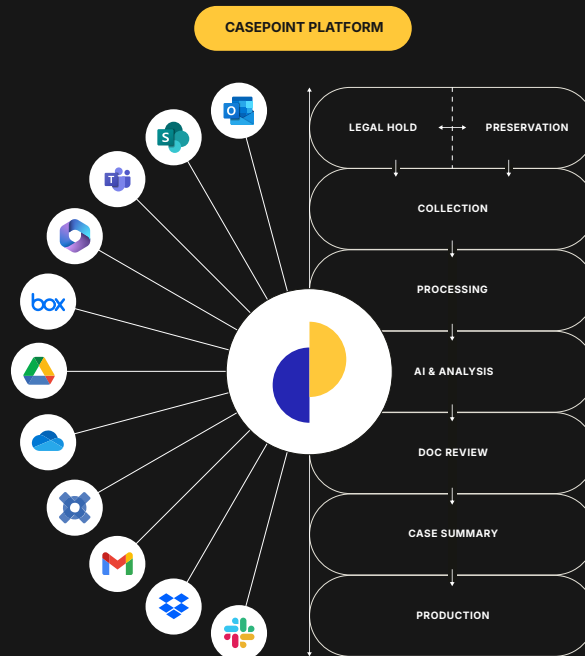 CASEPOINT PLATFORM
O
S
T
box
LEGAL HOLD
PRESERVATION
COLLECTION
PROCESSING
AI & ANALYSIS
DOC REVIEW
CASE SUMMARY
PRODUCTION